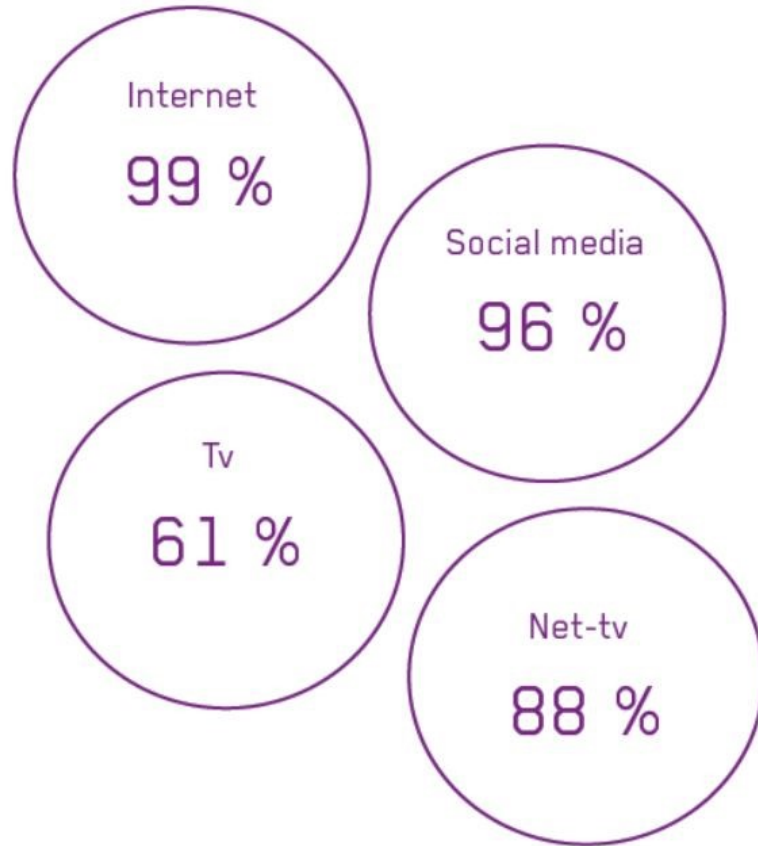 Internet
99 %
Social media
96 %
Tv
61 %
Net-tv
88 %